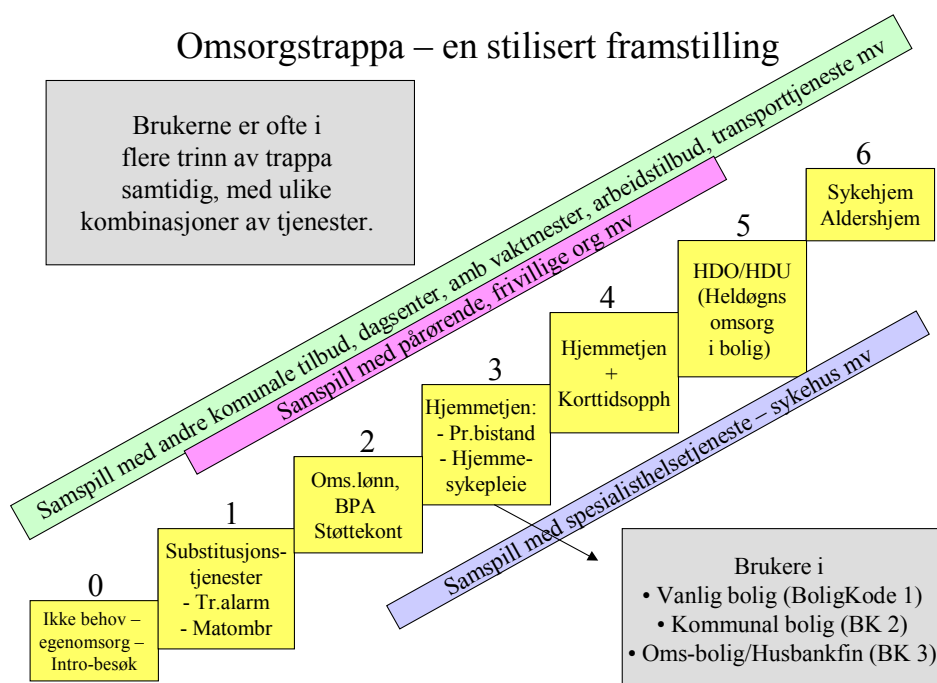 Omsorgstrappa – en stilisert framstilling
Brukerne er ofte i
flere trinn av trappa
samtidig, med ulike
kombinasjoner av tjenester.
Samspill med andre komunale tilbud, dagsenter, amb vaktmester, arbeidstilbud, transporttjeneste mv
Samspill med pårørende, frivillige org mv
0
Ikke behov –
egenomsorg –
Intro-besøk
1
Substitusjons-
tjenester
- Tr.alarm
- Matombr
2
Oms.lønn,
BPA
Støttekont
3
Hjemmetjen:
- Pr.bistand
- Hjemme-
sykepleie
4
Hjemmetjen
+
Korttidsopph
5
HDO/HDU
(Heldøgns
omsorg
i bolig)
6
Sykehjem
Aldershjem
Samspill med spesialisthelsetjeneste – sykehus mv
Brukere i
• Vanlig bolig (BoligKode 1)
• Kommunal bolig (BK 2)
• Oms-bolig/Husbankfin (BK 3)